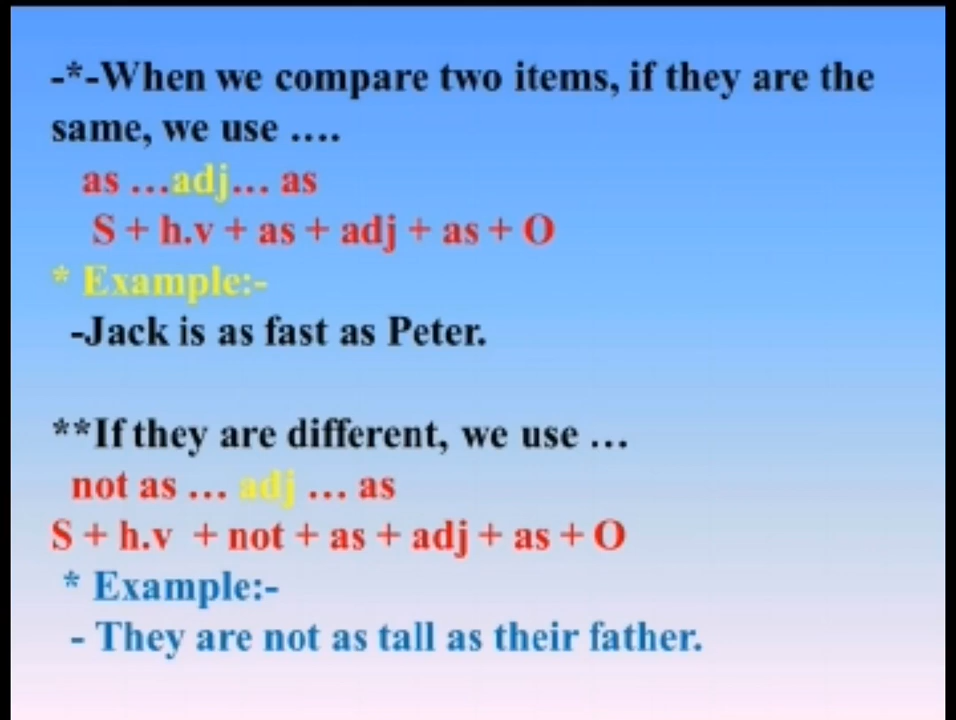 -*-When we compare two items, if they are the
same, we use ….
as …adj… as
S + h.v + as + adj + as + O
* Example:-
-Jack is as fast as Peter.
**If they are different, we use …
not as … adj … as
S + h.v + not + as + adj + as + O
* Example:-
- They are not as tall as their father.